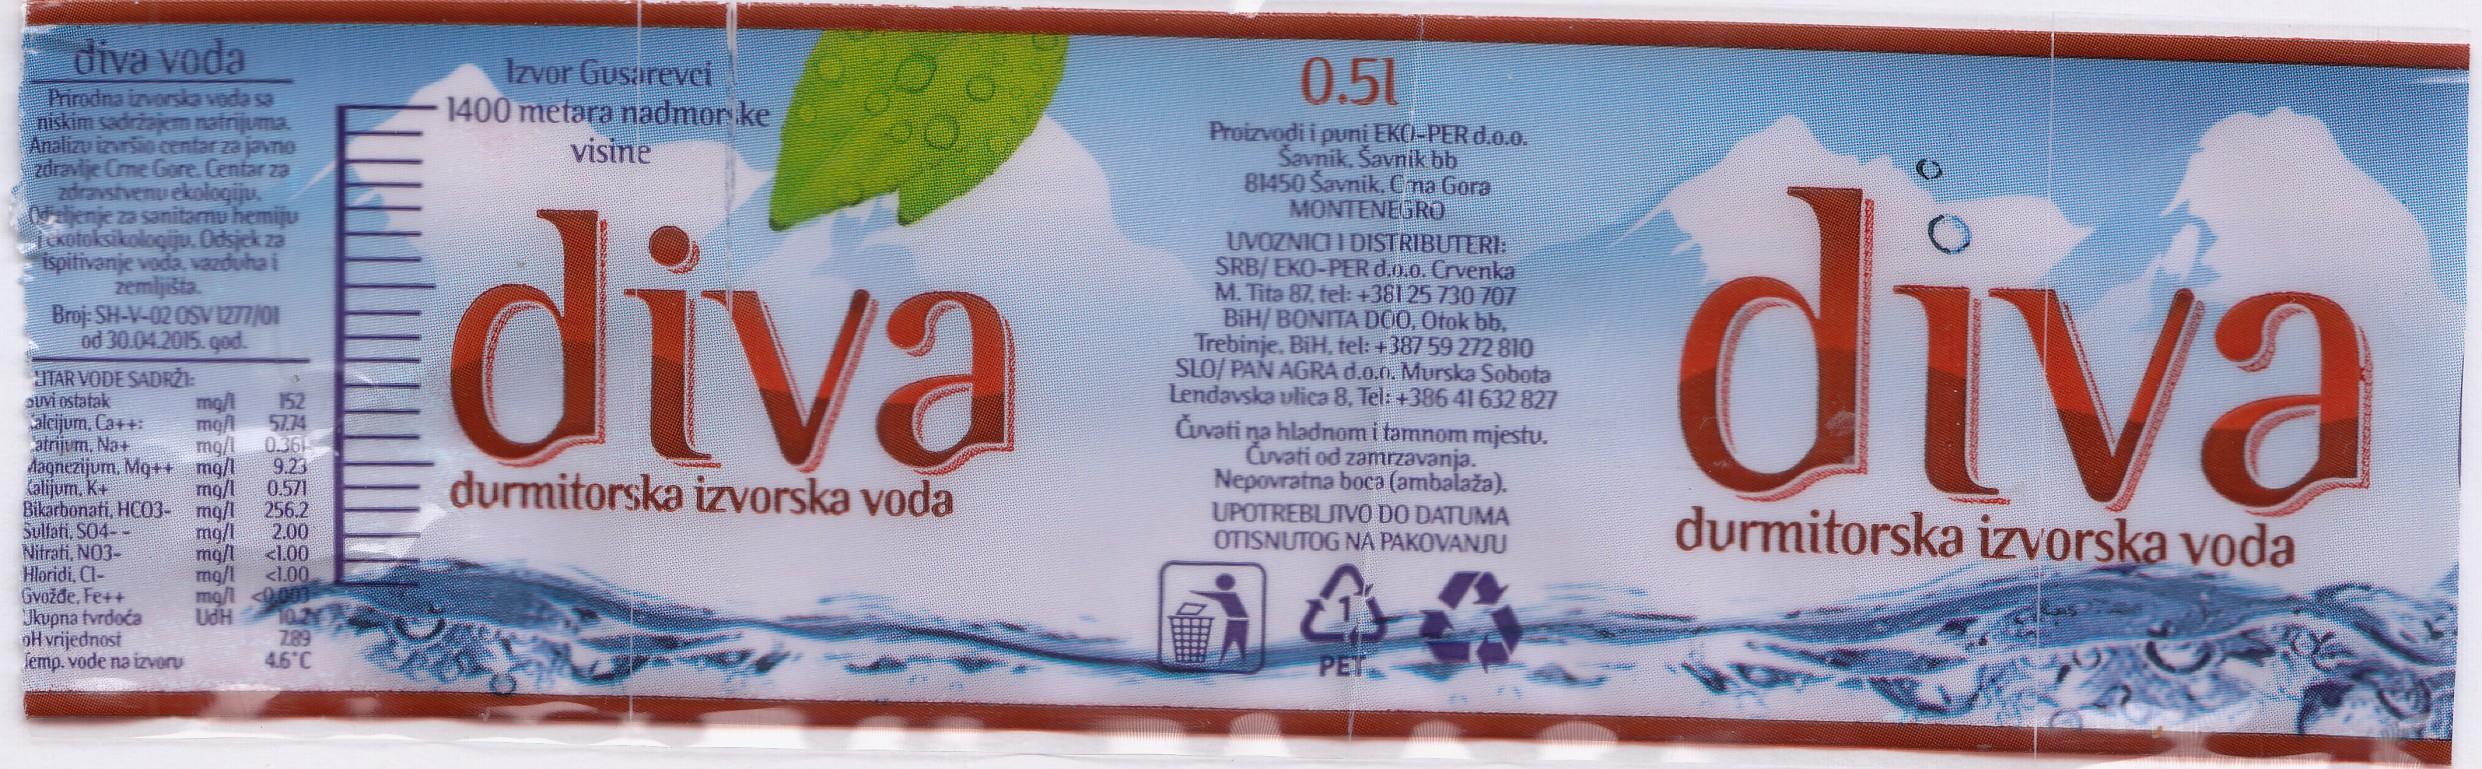 diva voda
Prirodna izvorska voda sa
niskim sadržajem natrijuma.
Analizu izvršio centar za javno
zdravlje Crne Gore. Centar za
zdravstvenu ekologiju.
Odjeljenje za sanitarnu hemiju
i ekotoksikologiju. Odsjek za
ispitivanje voda, vazduha i
zemljišta.
Broj: SH-V-02 OSV 1277/01
od 30.04.2015. god.
LITAR VODE SADRŽI:
suvi ostatak mg/l 152
Kalcijum, Ca++: mg/l 57.74
Natrijum, Na+ mg/l 0.361
Magnezijum, Mg++ mg/l 9.23
Kalijum, K+ mg/l 0.571
Bikarbonati, HCO3- mg/l 256.2
Sulfati, SO4- - mg/l 2.00
Nitrati, NO3- mg/l <1.00
Hloridi, Cl- mg/l <1.00
Gvožđe, Fe++ mg/l
Ukupna tvrdoća UdH
pH vrijednost 7.89
Temp. vode na izvoru 4.6°C
Izvor Gusarevci
1400 metara nadmorske
visine
diva
durmitorska izvorska voda
0.5l
Proizvodi i puni EKO-PER d.o.o.
Šavnik, Šavnik bb
81450 Šavnik, Crna Gora
MONTENEGRO
UVOZNICI I DISTRIBUTERI:
SRB/ EKO-PER d.o.o. Crvenka
M. Tita 87, tel: +381 25 730 707
BiH/ BONITA DOO, Otok bb,
Trebinje, BiH, tel: +387 59 272 810
SLO/ PAN AGRA d.o.o. Murska Sobota
Lendavska ulica 8, Tel: +386 41 632 827
Čuvati na hladnom i tamnom mjestu.
Čuvati od zamrzavanja.
Nepovratna boca (ambalaža).
UPOTREBLJIVO DO DATUMA
OTISNUTOG NA PAKOVANJU
1
PET
diva
durmitorska izvorska voda